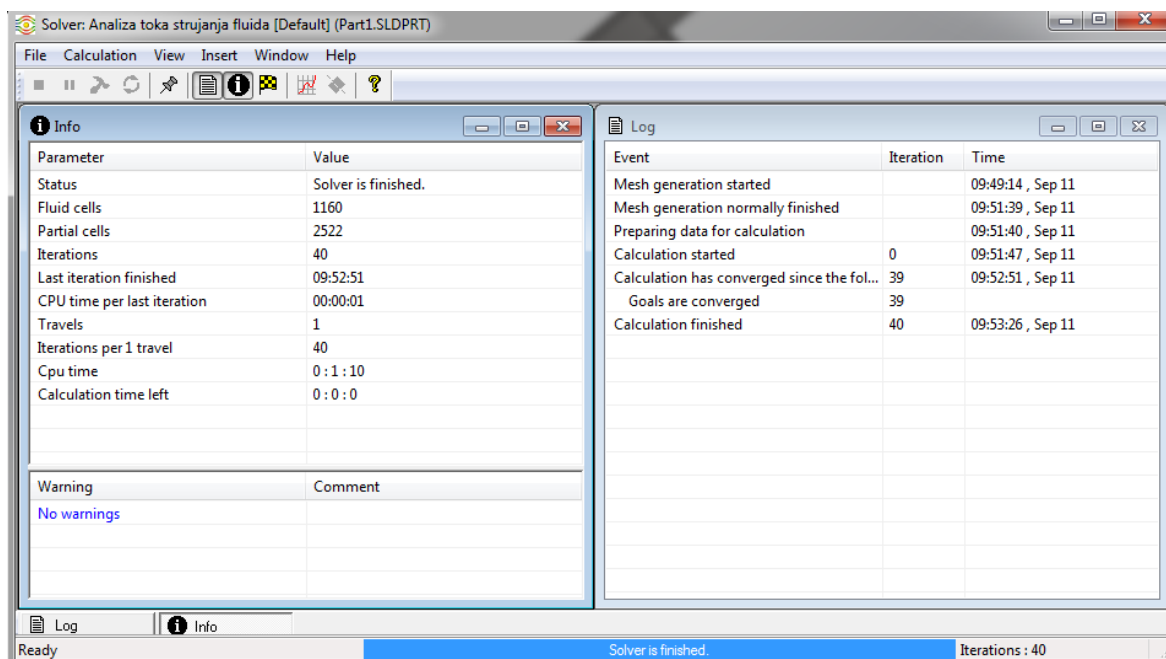 Solver: Analiza toka strujanja fluida [Default] (Part1.SLDPRT)
File Calculation View Insert Window Help
Info
Parameter Value
Status Solver is finished.
Fluid cells 1160
Partial cells 2522
Iterations 40
Last iteration finished 09:52:51
CPU time per last iteration 00:00:01
Travels 1
Iterations per 1 travel 40
Cpu time 0 : 1 : 10
Calculation time left 0 : 0 : 0
Warning Comment
No warnings
Log
Event Iteration Time
Mesh generation started 09:49:14 , Sep 11
Mesh generation normally finished 09:51:39 , Sep 11
Preparing data for calculation 09:51:40 , Sep 11
Calculation started 0 09:51:47 , Sep 11
Calculation has converged since the fol... 39 09:52:51 , Sep 11
Goals are converged 39
Calculation finished 40 09:53:26 , Sep 11
Log Info
Ready Solver is finished. Iterations : 40